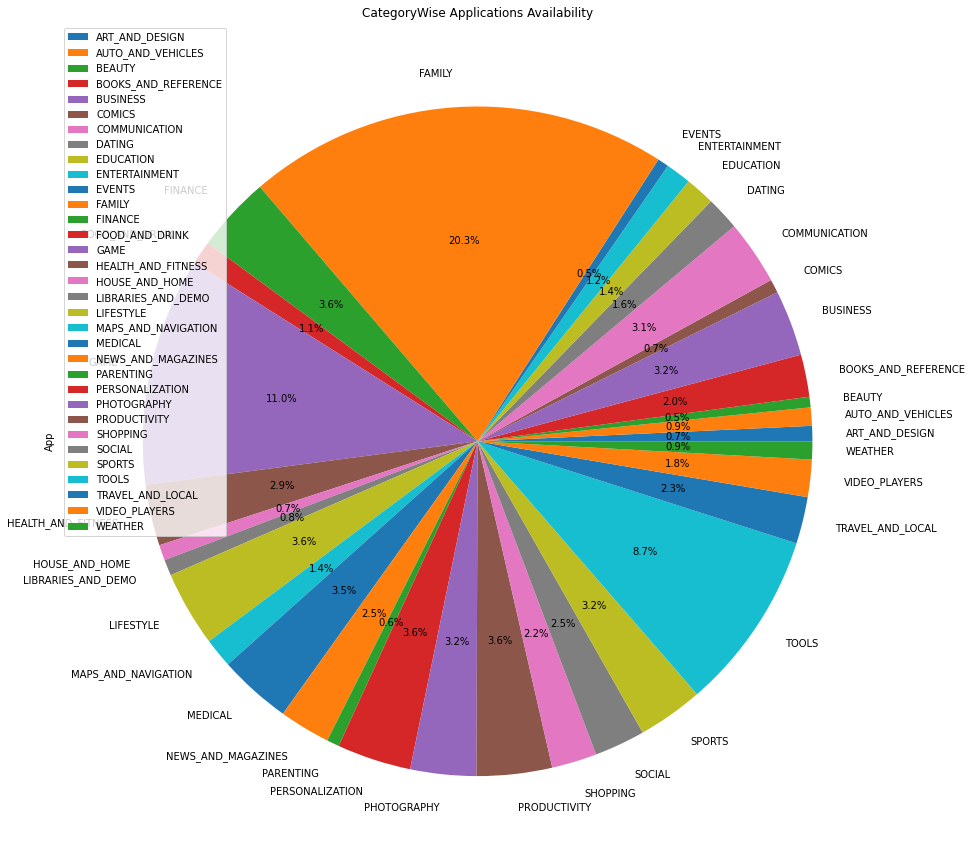 CategoryWise Applications Availability
ART_AND_DESIGN
AUTO_AND_VEHICLES
BEAUTY
BOOKS_AND_REFERENCE
BUSINESS
COMICS
COMMUNICATION
DATING
EDUCATION
ENTERTAINMENT
EVENTS
FAMILY
FINANCE
FOOD_AND_DRINK
GAME
HEALTH_AND_FITNESS
HOUSE_AND_HOME
LIBRARIES_AND_DEMO
LIFESTYLE
MAPS_AND_NAVIGATION
MEDICAL
NEWS_AND_MAGAZINES
PARENTING
PERSONALIZATION
PHOTOGRAPHY
PRODUCTIVITY
SHOPPING
SOCIAL
SPORTS
TOOLS
TRAVEL_AND_LOCAL
VIDEO_PLAYERS
WEATHER
App
FAMILY
20.3%
EVENTS
0.5%
ENTERTAINMENT
1.2%
EDUCATION
1.4%
DATING
1.6%
COMMUNICATION
3.1%
COMICS
0.7%
BUSINESS
3.2%
BOOKS_AND_REFERENCE
2.0%
BEAUTY
0.5%
AUTO_AND_VEHICLES
0.9%
ART_AND_DESIGN
0.7%
WEATHER
0.9%
VIDEO_PLAYERS
1.8%
TRAVEL_AND_LOCAL
2.3%
TOOLS
8.7%
SPORTS
3.2%
SOCIAL
2.5%
SHOPPING
2.2%
PRODUCTIVITY
3.6%
PHOTOGRAPHY
3.2%
PERSONALIZATION
3.6%
PARENTING
0.6%
NEWS_AND_MAGAZINES
2.5%
MEDICAL
3.5%
MAPS_AND_NAVIGATION
1.4%
LIFESTYLE
3.6%
LIBRARIES_AND_DEMO
0.8%
HOUSE_AND_HOME
0.7%
HEALTH_AND_FITNESS
2.9%
11.0%
1.1%
FINANCE
3.6%